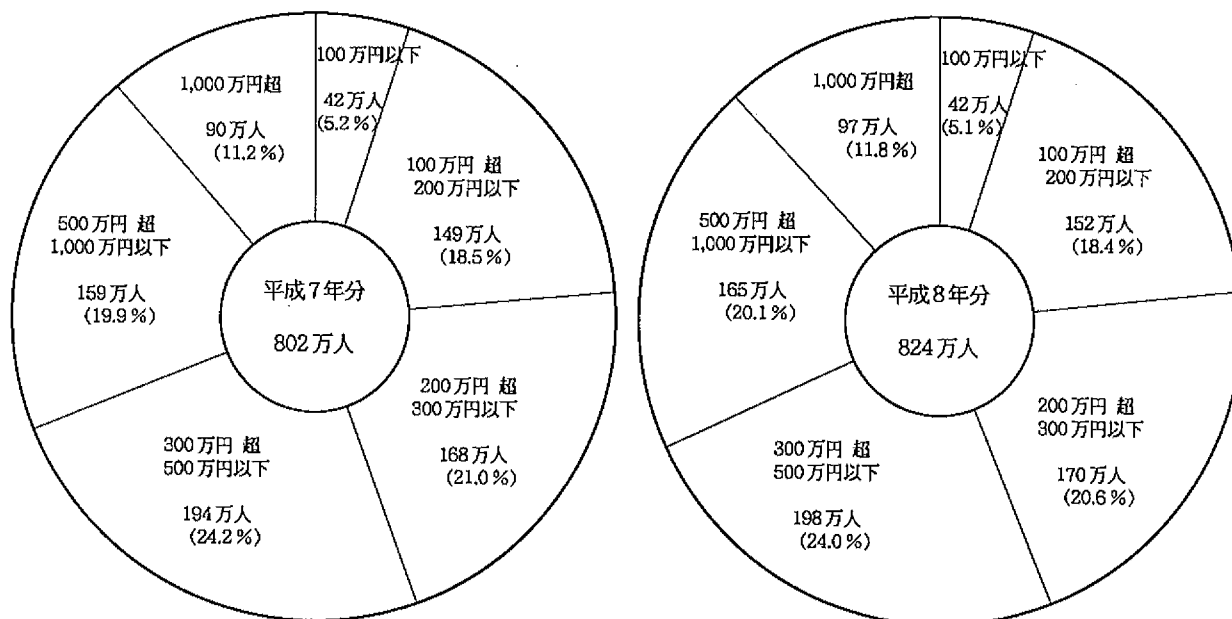 100万円以下
42万人
(5.2%)
100万円 超
200万円以下
149万人
(18.5%)
200万円 超
300万円以下
168万人
(21.0%)
300万円 超
500万円以下
194万人
(24.2%)
500万円 超
1,000万円以下
159万人
(19.9%)
1,000万円超
90万人
(11.2%)
平成7年分
802万人
100万円以下
42万人
(5.1%)
100万円 超
200万円以下
152万人
(18.4%)
200万円 超
300万円以下
170万人
(20.6%)
300万円 超
500万円以下
198万人
(24.0%)
500万円 超
1,000万円以下
165万人
(20.1%)
1,000万円超
97万人
(11.8%)
平成8年分
824万人